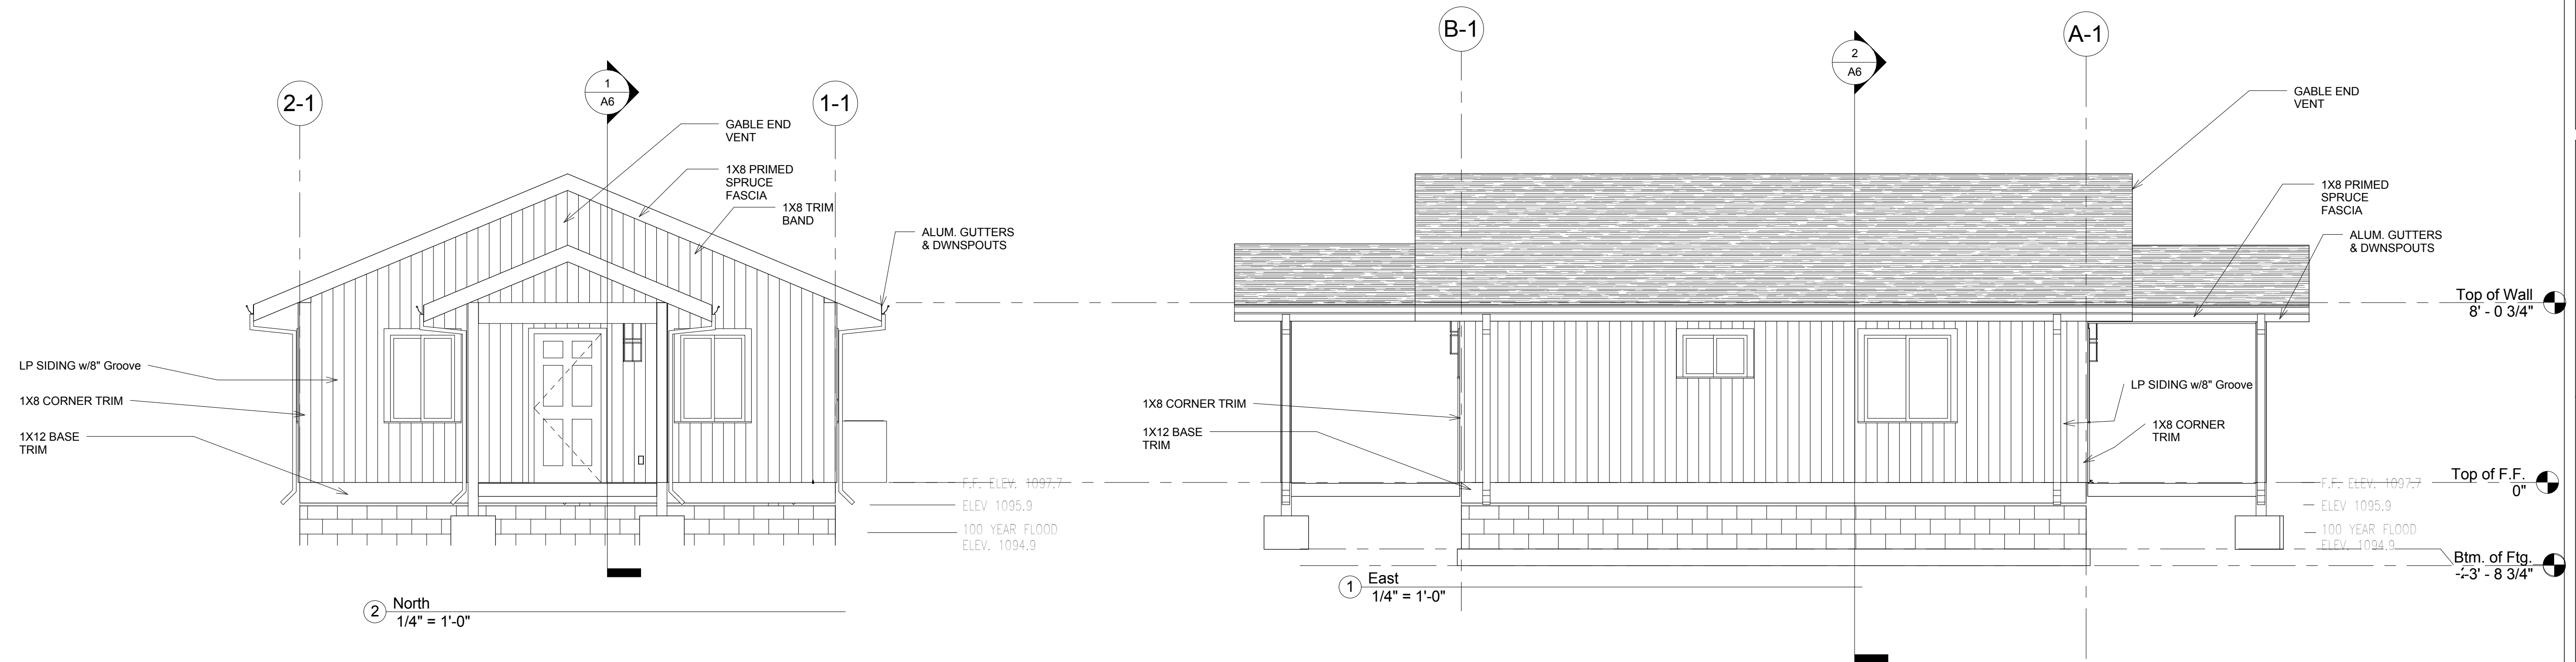 2-1
1
A6
1-1
GABLE END
VENT
1X8 PRIMED
SPRUCE
FASCIA
1X8 TRIM
BAND
ALUM. GUTTERS
& DWNSPOUTS
LP SIDING w/8" Groove
1X8 CORNER TRIM
1X12 BASE
TRIM
F.F. ELEV. 1097.7
ELEV 1095.9
100 YEAR FLOOD
ELEV. 1094.9
2
North
1/4" = 1'-0"
B-1
2
A6
A-1
GABLE END
VENT
1X8 PRIMED
SPRUCE
FASCIA
ALUM. GUTTERS
& DWNSPOUTS
Top of Wall
8' - 0 3/4"
1X8 CORNER TRIM
1X12 BASE
TRIM
LP SIDING w/8" Groove
1X8 CORNER
TRIM
Top of F.F.
0"
F.F. ELEV. 1097.7
ELEV 1095.9
100 YEAR FLOOD
ELEV. 1094.9
Btm. of Ftg.
-3' - 8 3/4"
1
East
1/4" = 1'-0"